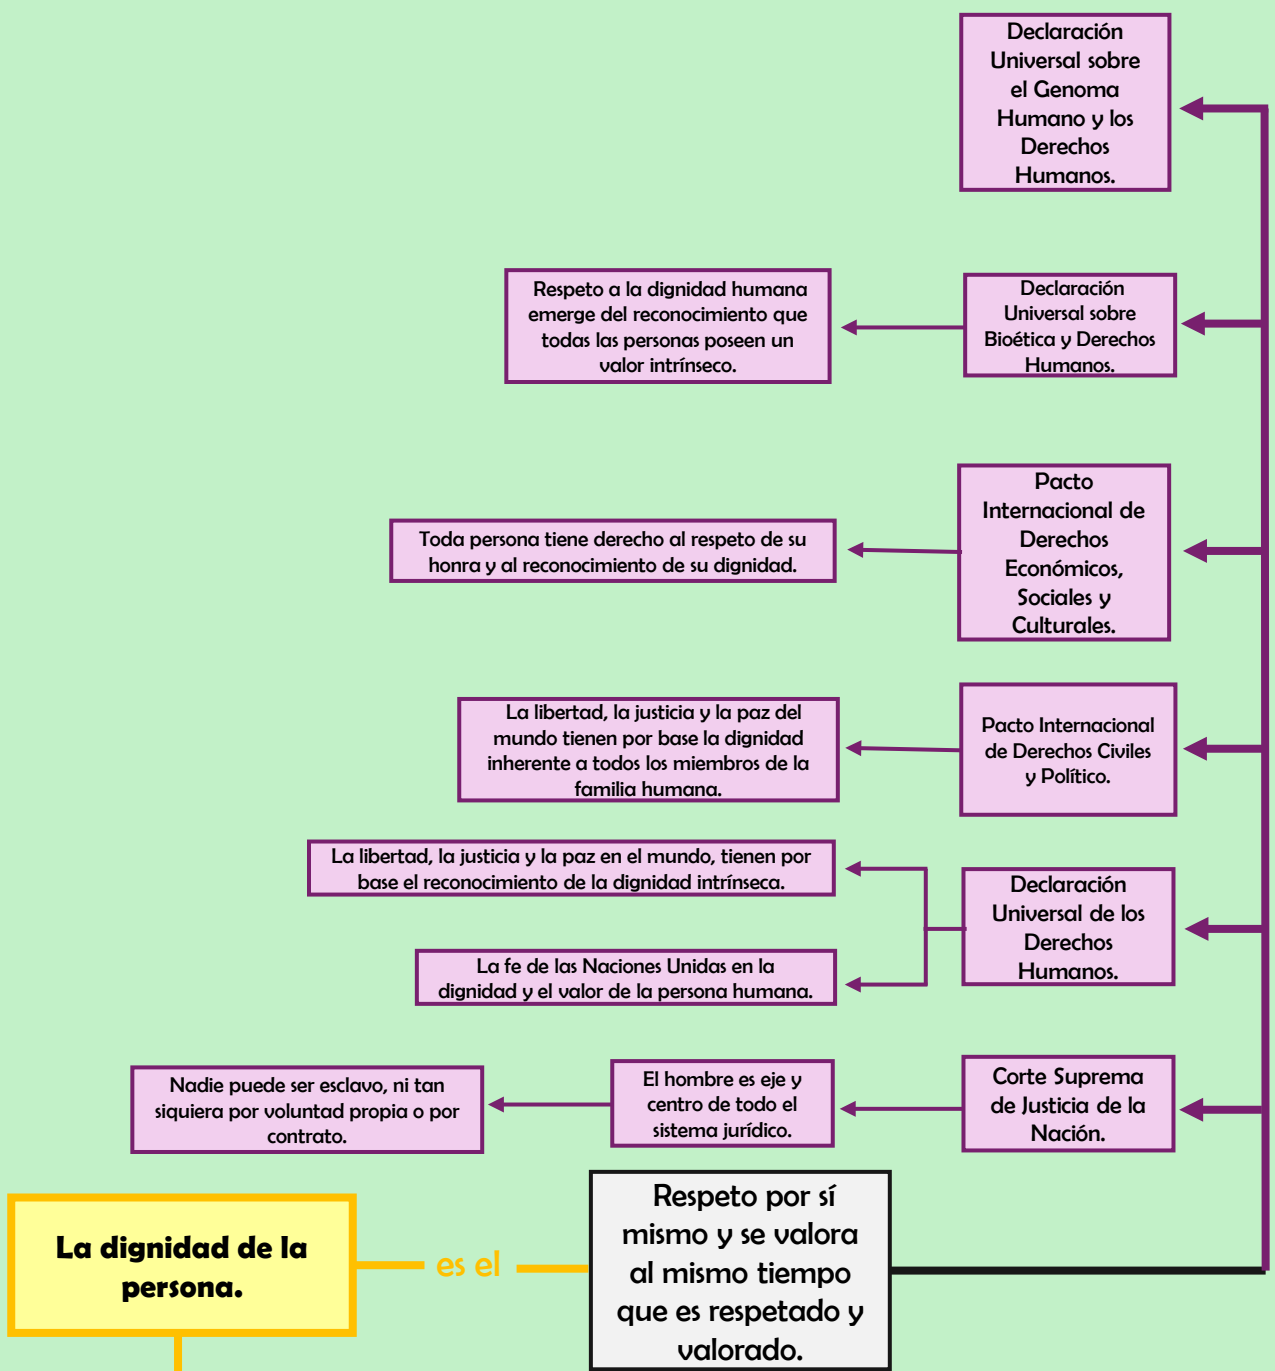 Declaración
Universal sobre
el Genoma
Humano y los
Derechos
Humanos.
Respeto a la dignidad humana
emerge del reconocimiento que
todas las personas poseen un
valor intrínseco.
Declaración
Universal sobre
Bioética y Derechos
Humanos.
Toda persona tiene derecho al respeto de su
honra y al reconocimiento de su dignidad.
Pacto
Internacional de
Derechos
Económicos,
Sociales y
Culturales.
La libertad, la justicia y la paz del
mundo tienen por base la dignidad
inherente a todos los miembros de la
familia humana.
Pacto Internacional
de Derechos Civiles
y Político.
La libertad, la justicia y la paz en el mundo, tienen por
base el reconocimiento de la dignidad intrínseca.
La fe de las Naciones Unidas en la
dignidad y el valor de la persona humana.
Declaración
Universal de los
Derechos
Humanos.
Nadie puede ser esclavo, ni tan
siquiera por voluntad propia o por
contrato.
El hombre es eje y
centro de todo el
sistema jurídico.
Corte Suprema
de Justicia de la
Nación.
La dignidad de la
persona.
es el
Respeto por sí
mismo y se valora
al mismo tiempo
que es respetado y
valorado.